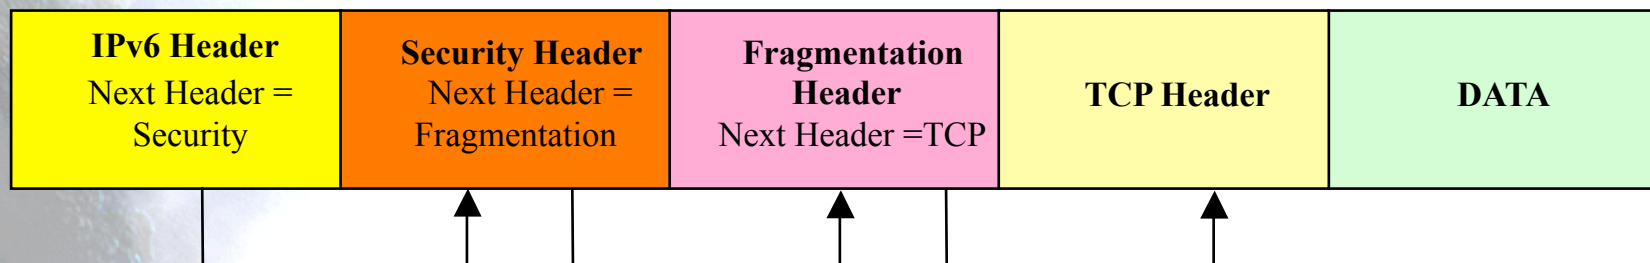 IPv6 Header
Next Header =
Security
Security Header
Next Header =
Fragmentation
Fragmentation
Header
Next Header =TCP
TCP Header
DATA